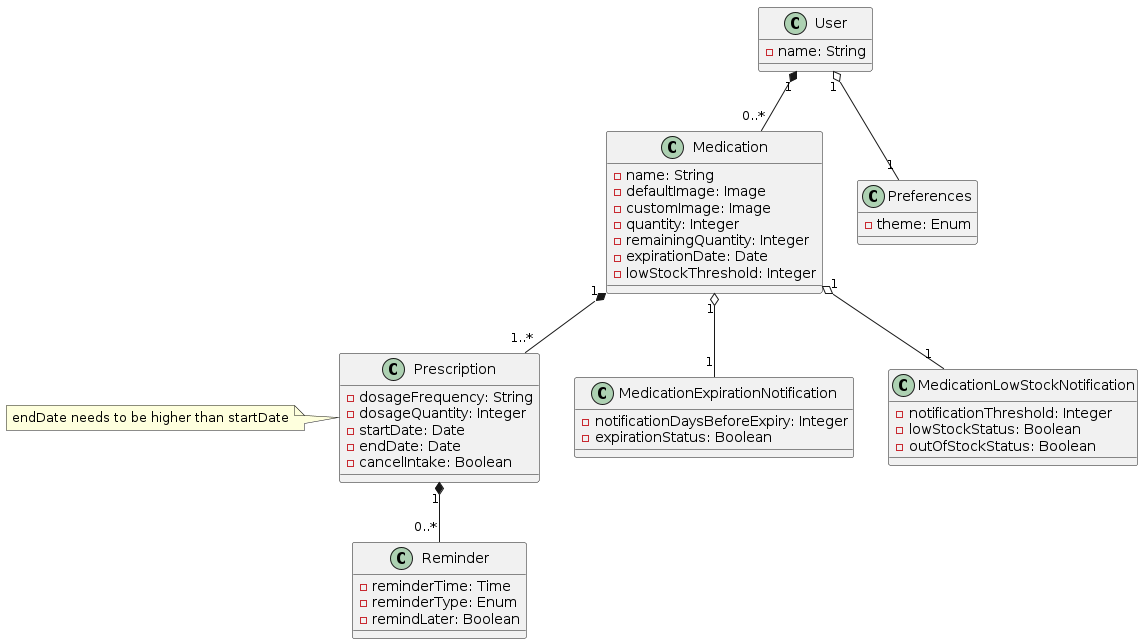 C User
name: String
1
1
0..*
C Medication
name: String
defaultImage: Image
customImage: Image
quantity: Integer
remainingQuantity: Integer
expirationDate: Date
lowStockThreshold: Integer
1
C Preferences
theme: Enum
1
1
1
1..*
1
1
C Prescription
dosageFrequency: String
dosageQuantity: Integer
startDate: Date
endDate: Date
cancelIntake: Boolean
endDate needs to be higher than startDate
C MedicationExpirationNotification
notificationDaysBeforeExpiry: Integer
expirationStatus: Boolean
C MedicationLowStockNotification
notificationThreshold: Integer
lowStockStatus: Boolean
outOfStockStatus: Boolean
1
0..*
C Reminder
reminderTime: Time
reminderType: Enum
remindLater: Boolean